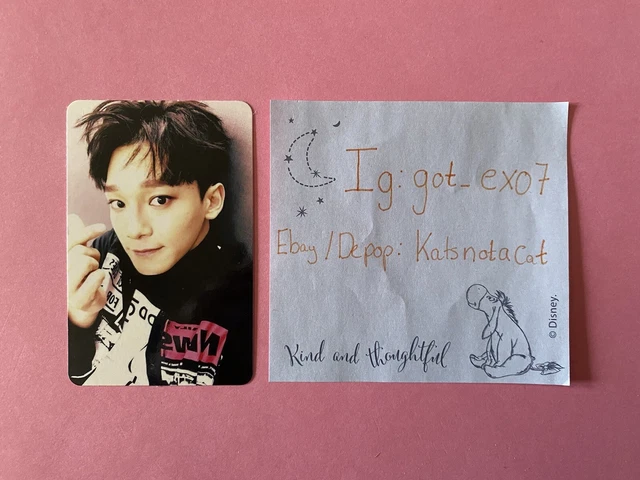 Ig: got_exo7
Ebay/Depop: Katsnotacat
Kind and thoughtful
© Disney.